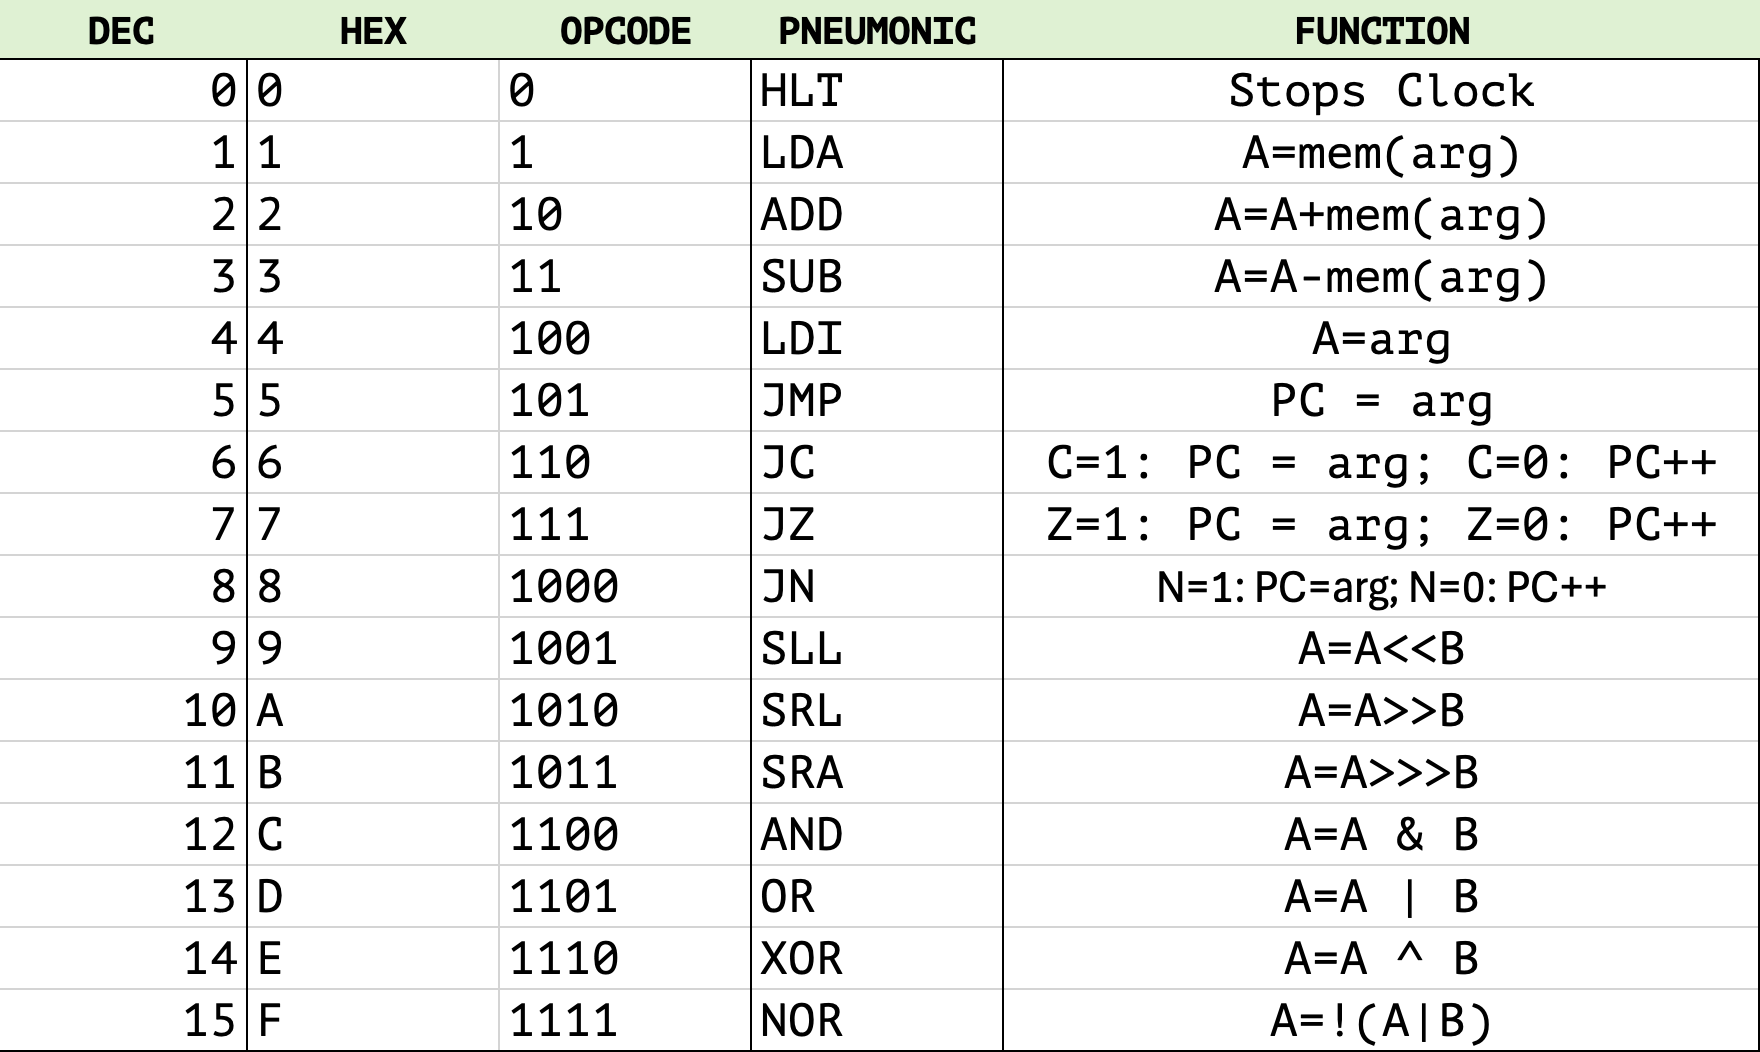 DEC HEX OPCODE PNEUMONIC FUNCTION
0 0 0 HLT Stops Clock
1 1 1 LDA A=mem(arg)
2 2 10 ADD A=A+mem(arg)
3 3 11 SUB A=A-mem(arg)
4 4 100 LDI A=arg
5 5 101 JMP PC = arg
6 6 110 JC C=1: PC = arg; C=0: PC++
7 7 111 JZ Z=1: PC = arg; Z=0: PC++
8 8 1000 JN N=1: PC=arg; N=0: PC++
9 9 1001 SLL A=A<<B
10 A 1010 SRL A=A>>B
11 B 1011 SRA A=A>>>B
12 C 1100 AND A=A & B
13 D 1101 OR A=A | B
14 E 1110 XOR A=A ^ B
15 F 1111 NOR A=!(A|B)